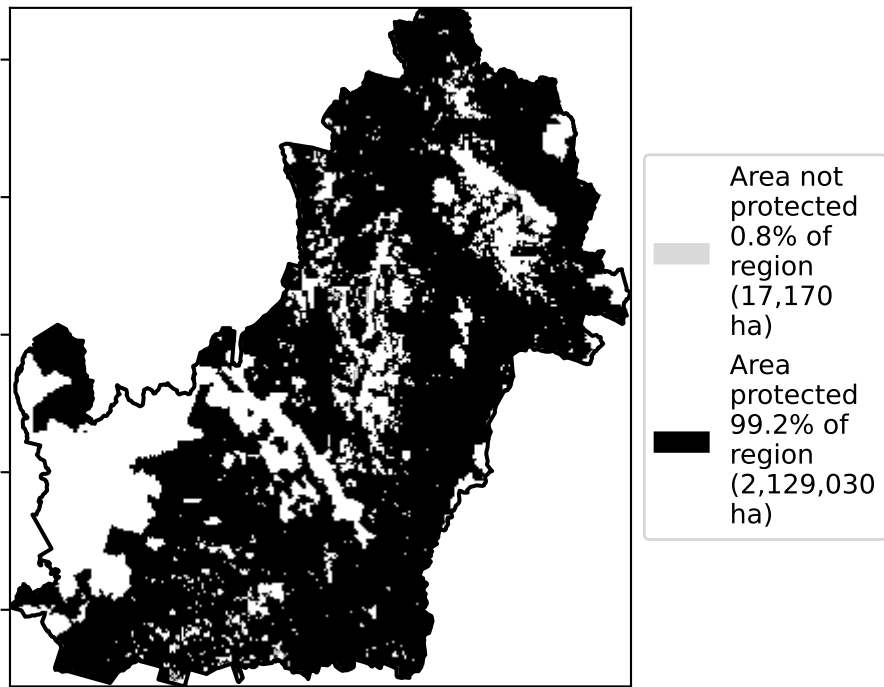 Area not
protected
0.8% of
region
(17,170
ha)
Area
protected
99.2% of
region
(2,129,030
ha)